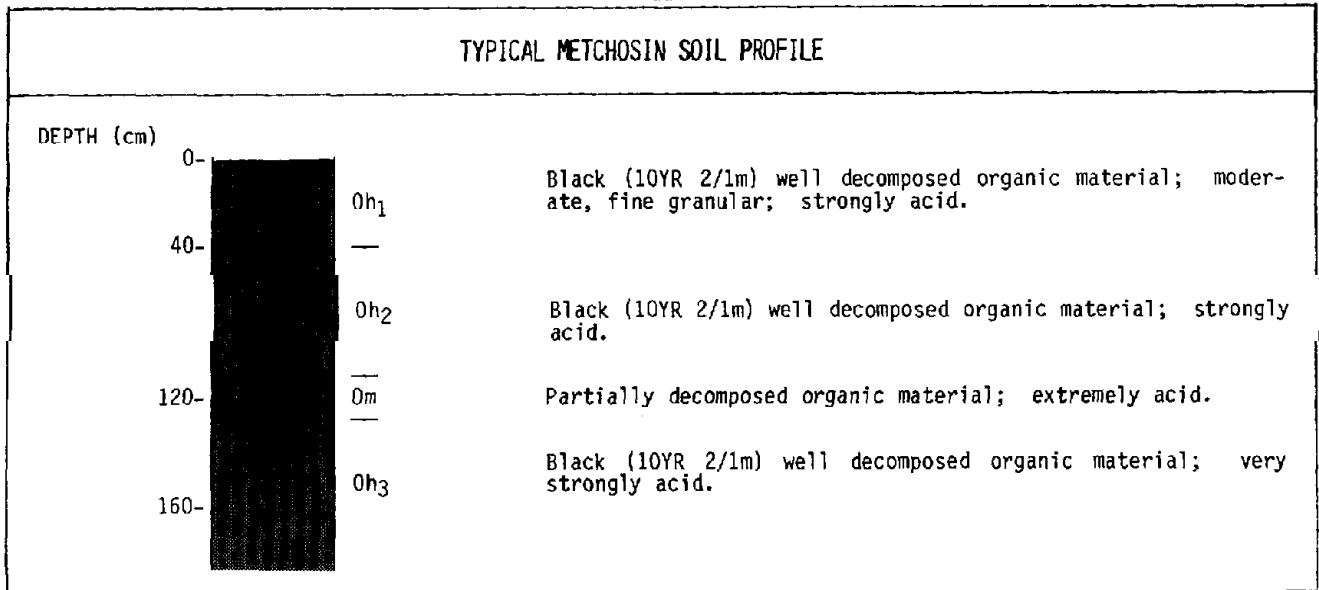 TYPICAL METCHOSIN SOIL PROFILE
DEPTH (cm)
0-
Oh1
Black (10YR 2/1m) well decomposed organic material; moder-
ate, fine granular; strongly acid.
40-
Oh2
Black (10YR 2/1m) well decomposed organic material; strongly
acid.
120-
Om
Partially decomposed organic material; extremely acid.
Oh3
Black (10YR 2/1m) well decomposed organic material; very
strongly acid.
160-